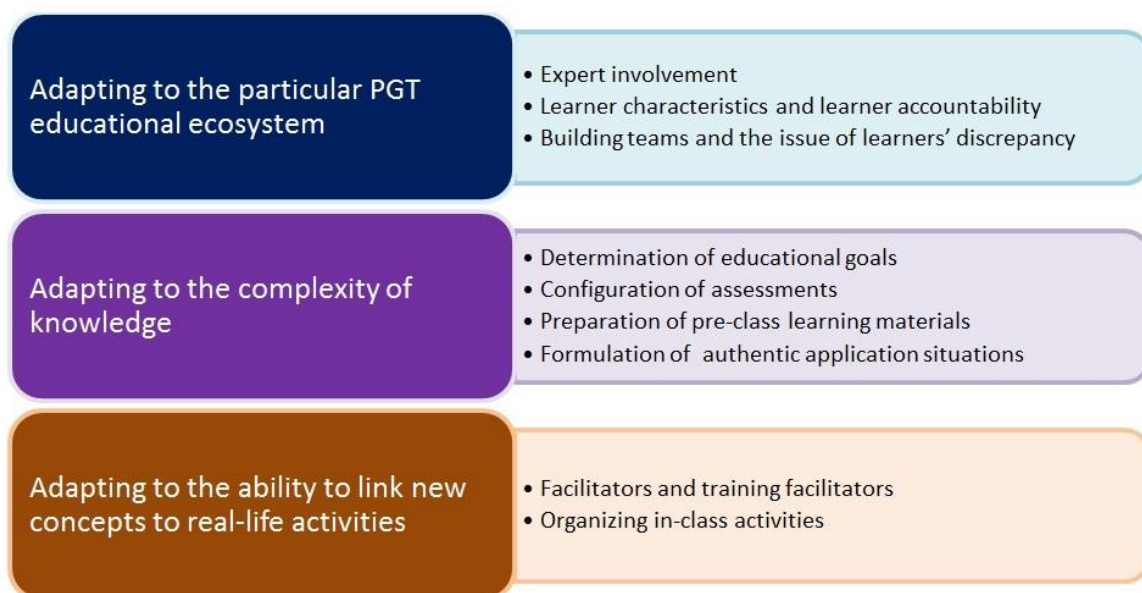 Adapting to the particular PGT
educational ecosystem
• Expert involvement
• Learner characteristics and learner accountability
• Building teams and the issue of learners’ discrepancy
Adapting to the complexity of
knowledge
• Determination of educational goals
• Configuration of assessments
• Preparation of pre-class learning materials
• Formulation of authentic application situations
Adapting to the ability to link new
concepts to real-life activities
• Facilitators and training facilitators
• Organizing in-class activities